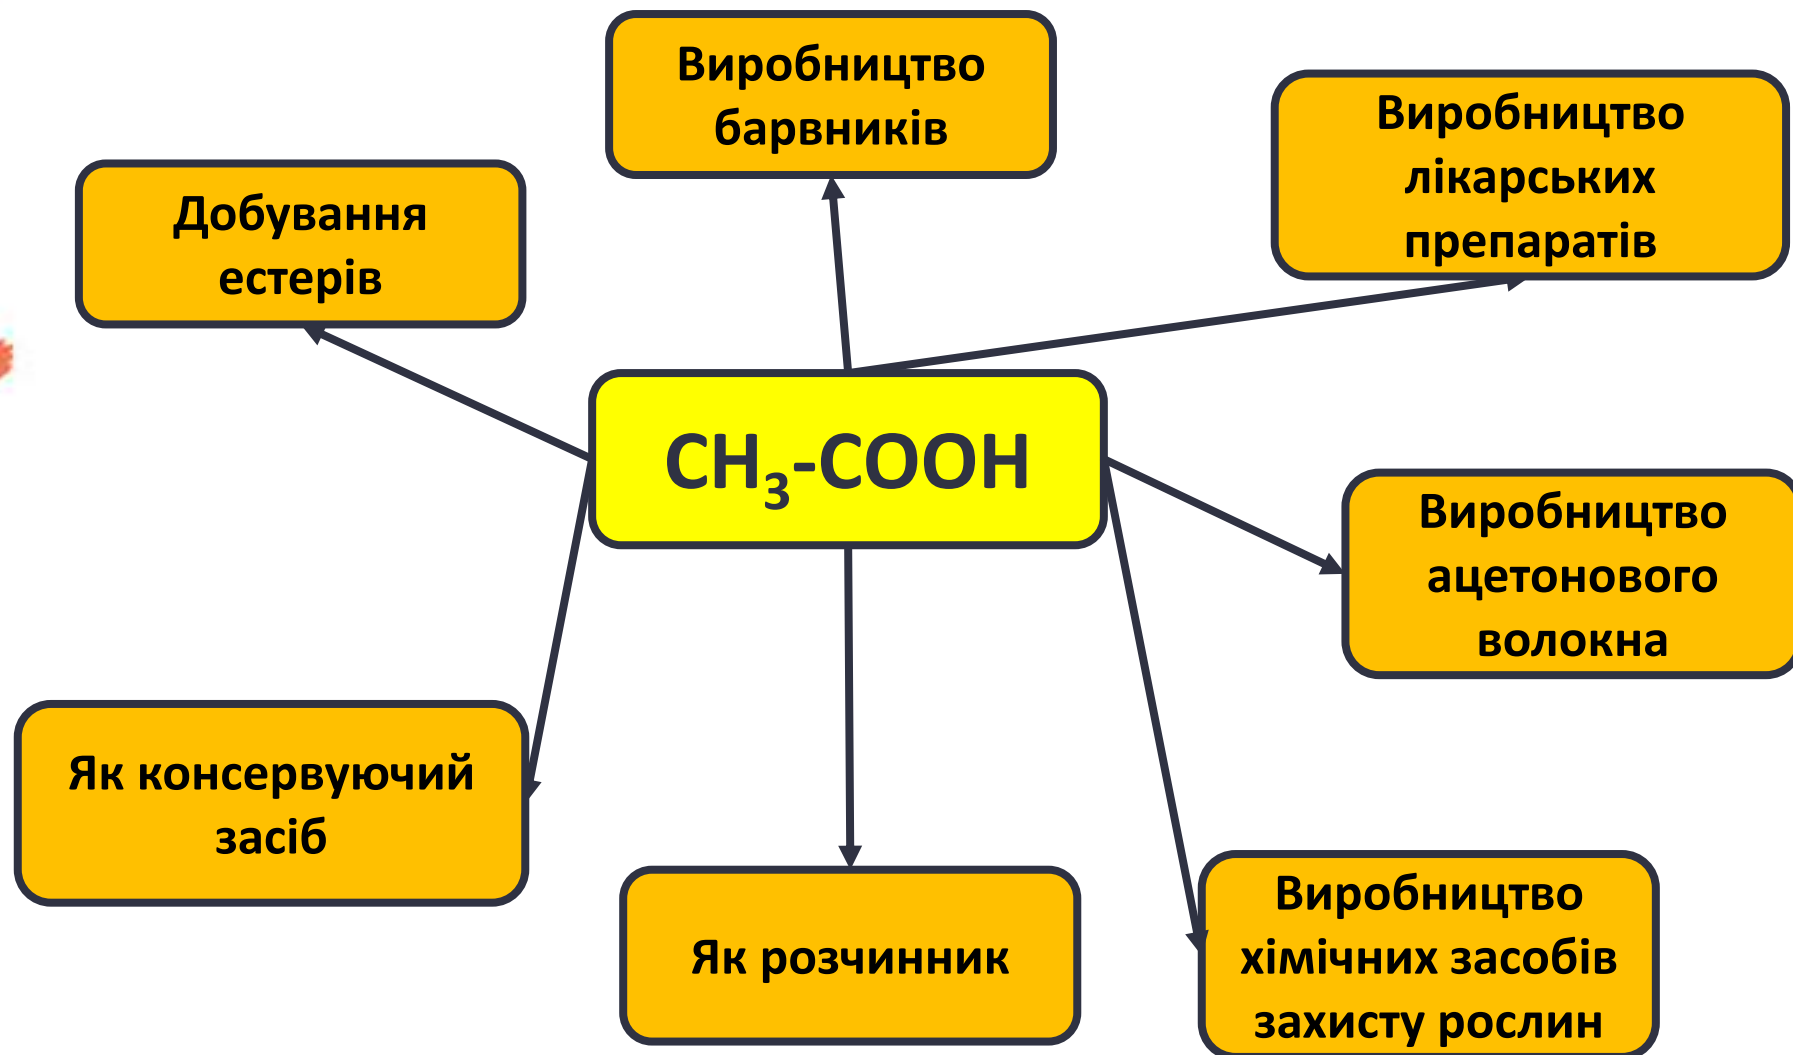 Виробництво
барвників
Виробництво
лікарських
препаратів
Добування
естерів
CH₃-COOH
Виробництво
ацетонового
волокна
Як консервуючий
засіб
Як розчинник
Виробництво
хімічних засобів
захисту рослин